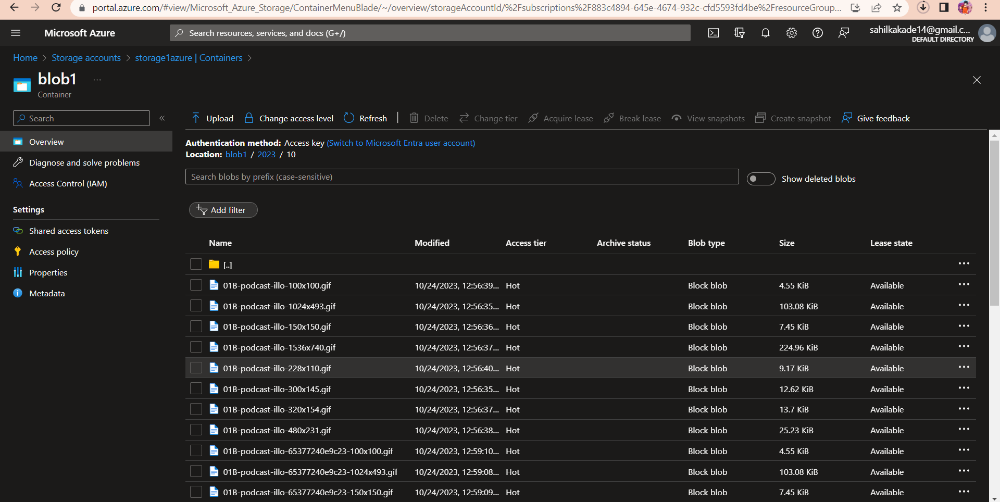 portal.azure.com/#view/Microsoft_Azure_Storage/ContainerMenuBlade/~/overview/storageAccountId/%2Fsubscriptions%2F883c4894-645e-4674-932c-cfd5593fd4be%2FresourceGroup...
Microsoft Azure
Search resources, services, and docs (G+/)
sahilkakade14@gmail.c...
DEFAULT DIRECTORY
Home > Storage accounts > storage1azure | Containers >
blob1 ...
Container
Search «
Overview
Diagnose and solve problems
Access Control (IAM)
Settings
Shared access tokens
Access policy
Properties
Metadata
Upload Change access level Refresh | Delete Change tier Acquire lease Break lease View snapshots Create snapshot Give feedback
Authentication method: Access key (Switch to Microsoft Entra user account)
Location: blob1 / 2023 / 10
Search blobs by prefix (case-sensitive)
Show deleted blobs
Add filter
Name Modified Access tier Archive status Blob type Size Lease state
[..] ...
01B-podcast-illo-100x100.gif 10/24/2023, 12:56:39... Hot Block blob 4.55 KiB Available ...
01B-podcast-illo-1024x493.gif 10/24/2023, 12:56:35... Hot Block blob 103.08 KiB Available ...
01B-podcast-illo-150x150.gif 10/24/2023, 12:56:36... Hot Block blob 7.45 KiB Available ...
01B-podcast-illo-1536x740.gif 10/24/2023, 12:56:37... Hot Block blob 224.96 KiB Available ...
01B-podcast-illo-228x110.gif 10/24/2023, 12:56:40... Hot Block blob 9.17 KiB Available ...
01B-podcast-illo-300x145.gif 10/24/2023, 12:56:35... Hot Block blob 12.62 KiB Available ...
01B-podcast-illo-320x154.gif 10/24/2023, 12:56:37... Hot Block blob 13.7 KiB Available ...
01B-podcast-illo-480x231.gif 10/24/2023, 12:56:38... Hot Block blob 25.23 KiB Available ...
01B-podcast-illo-65377240e9c23-100x100.gif 10/24/2023, 12:59:10... Hot Block blob 4.55 KiB Available ...
01B-podcast-illo-65377240e9c23-1024x493.gif 10/24/2023, 12:59:08... Hot Block blob 103.08 KiB Available ...
01B-podcast-illo-65377240e9c23-150x150.gif 10/24/2023, 12:59:09... Hot Block blob 7.45 KiB Available ...